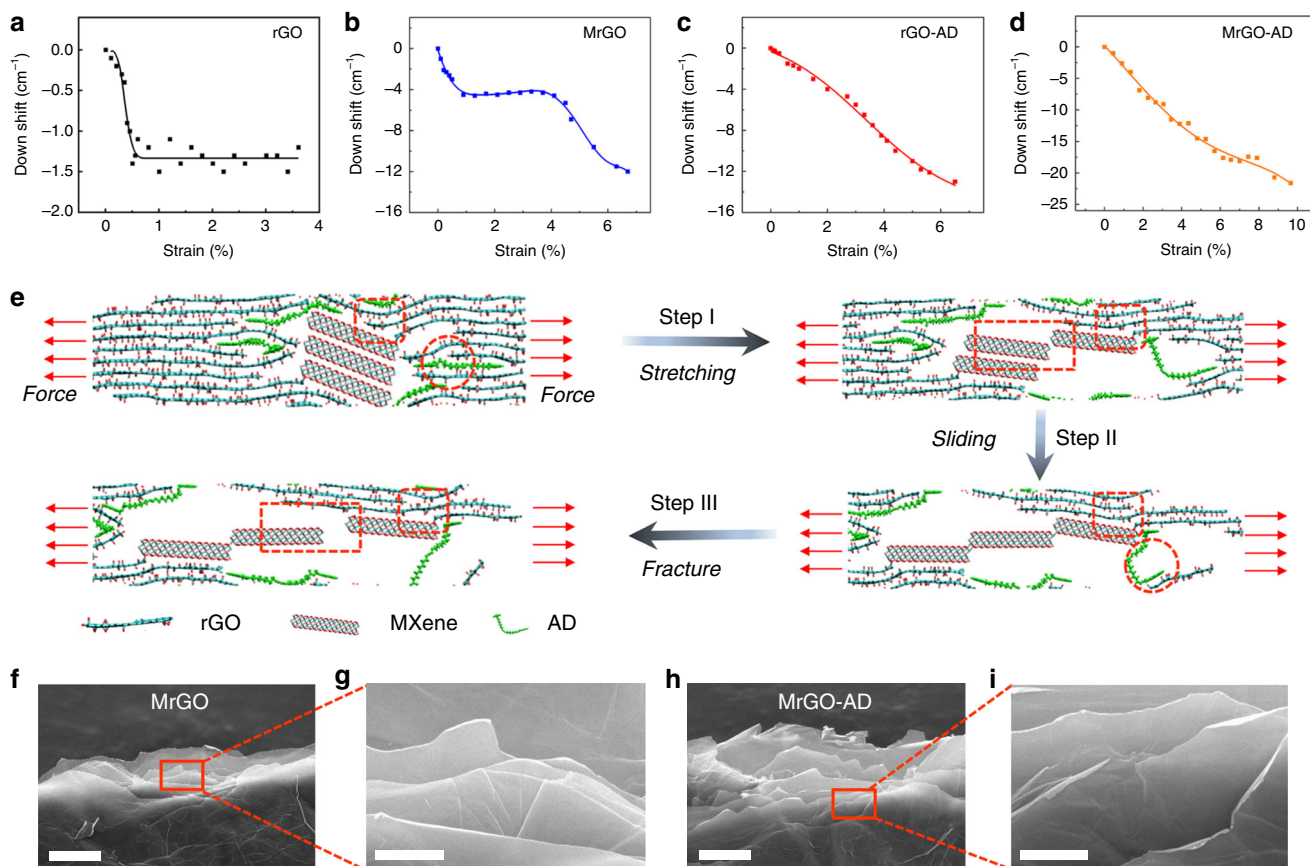 a
rGO
Down shift (cm⁻¹)
0.0
−0.5
−1.0
−1.5
−2.0
0 1 2 3 4
Strain (%)
b
MrGO
Down shift (cm⁻¹)
0
−4
−8
−12
−16
0 2 4 6
Strain (%)
c
rGO-AD
Down shift (cm⁻¹)
0
−4
−8
−12
−16
0 2 4 6
Strain (%)
d
MrGO-AD
Down shift (cm⁻¹)
0
−5
−10
−15
−20
−25
0 2 4 6 8 10
Strain (%)
e
Force
Force
Step I
Stretching
Sliding
Step II
Step III
Fracture
rGO
MXene
AD
f
MrGO
g
h
MrGO-AD
i